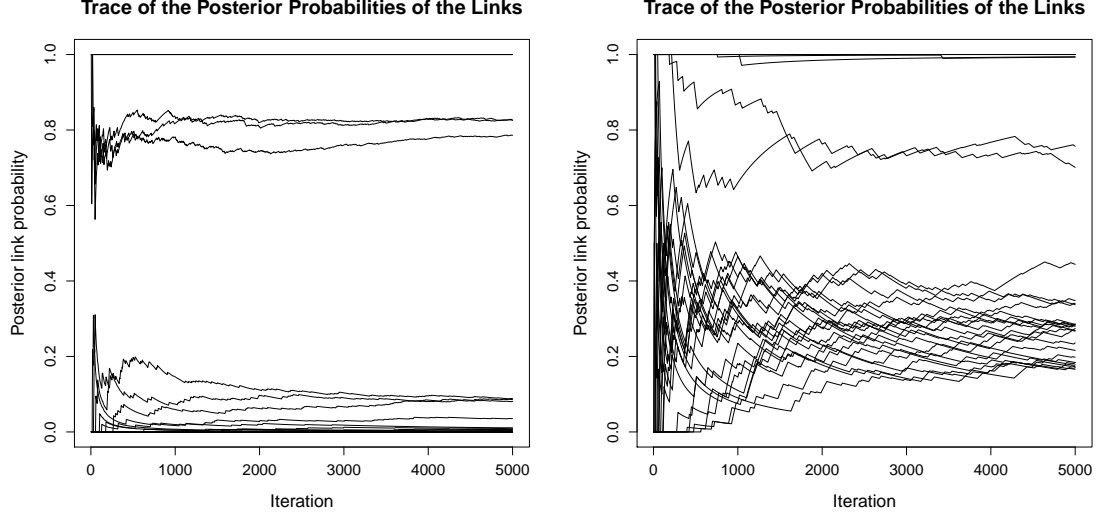 Trace of the Posterior Probabilities of the Links
Posterior link probability
0.0 0.2 0.4 0.6 0.8 1.0
0 1000 2000 3000 4000 5000
Iteration
Trace of the Posterior Probabilities of the Links
Posterior link probability
0.0 0.2 0.4 0.6 0.8 1.0
0 1000 2000 3000 4000 5000
Iteration